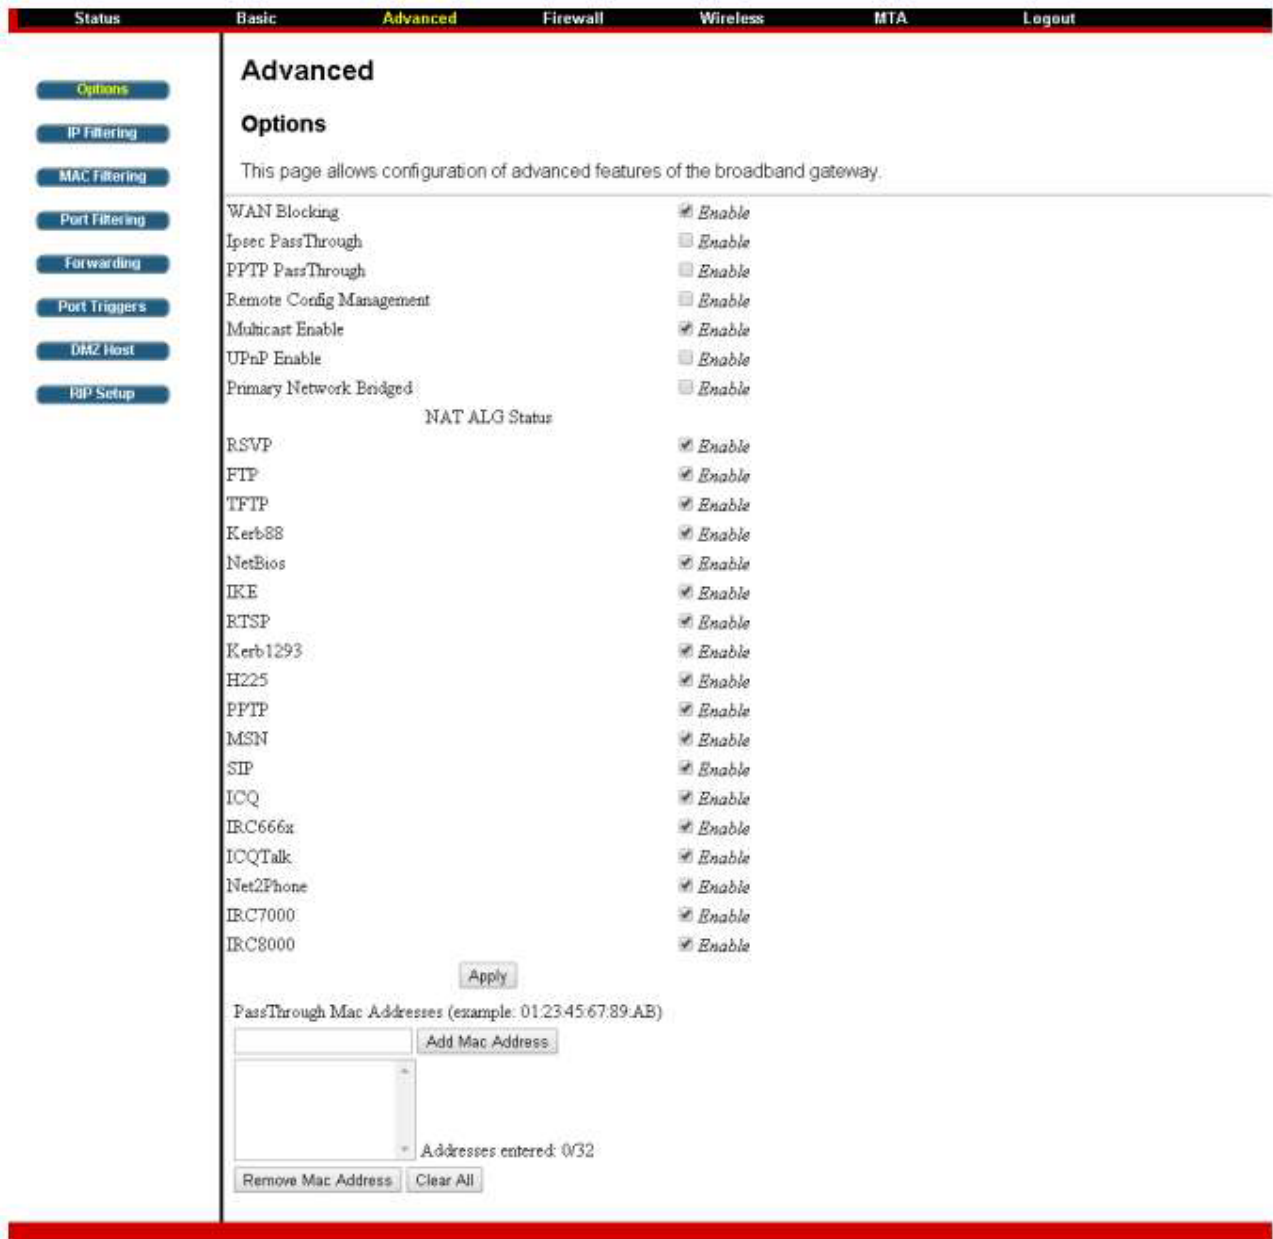 Status Basic Advanced Firewall Wireless MTA Logout
Options
IP Filtering
MAC Filtering
Port Filtering
Forwarding
Port Triggers
DMZ Host
RIP Setup
Advanced
Options
This page allows configuration of advanced features of the broadband gateway.
WAN Blocking Enable
Ipsec PassThrough Enable
PPTP PassThrough Enable
Remote Config Management Enable
Multicast Enable Enable
UPnP Enable Enable
Primary Network Bridged Enable
NAT ALG Status
RSVP Enable
FTP Enable
TFTP Enable
Kerb88 Enable
NetBios Enable
IKE Enable
RTSP Enable
Kerb1293 Enable
H225 Enable
PPTP Enable
MSN Enable
SIP Enable
ICQ Enable
IRC666x Enable
ICQTalk Enable
Net2Phone Enable
IRC7000 Enable
IRC8000 Enable
Apply
PassThrough Mac Addresses (example: 01:23:45:67:89:AB)
Add Mac Address
Addresses entered: 0/32
Remove Mac Address Clear All